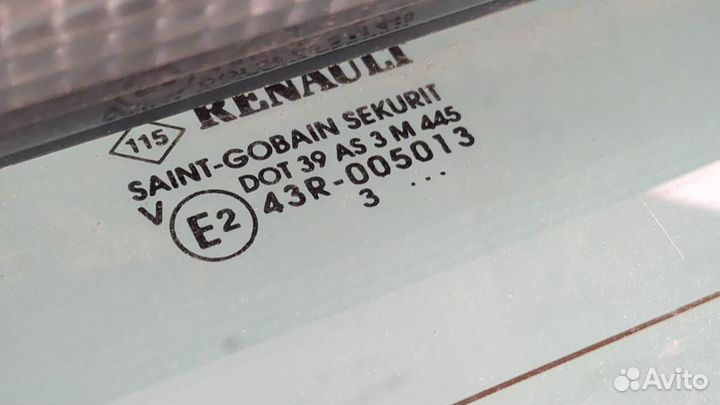 RENAULT
115
SAINT-GOBAIN SEKURIT
DOT 39 AS 3 M 445
V E2 43R-005013
3 ...
Avito